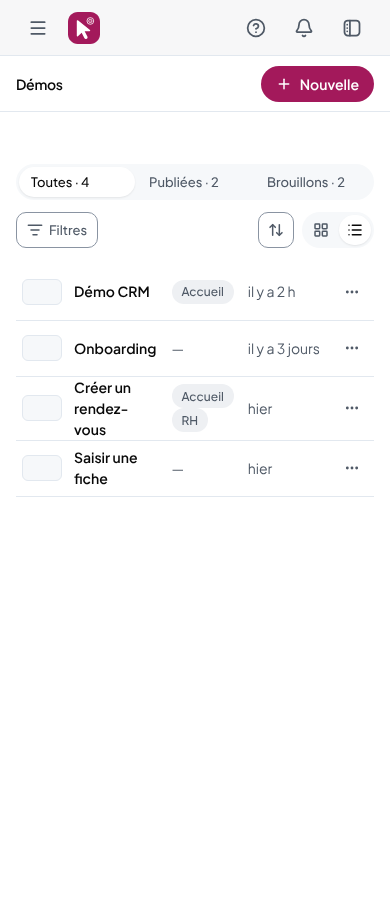 Démos
Nouvelle
Toutes · 4
Publiées · 2
Brouillons · 2
Filtres
Démo CRM
Accueil
il y a 2 h
Onboarding
—
il y a 3 jours
Créer un
rendez-
vous
Accueil
RH
hier
Saisir une
fiche
—
hier